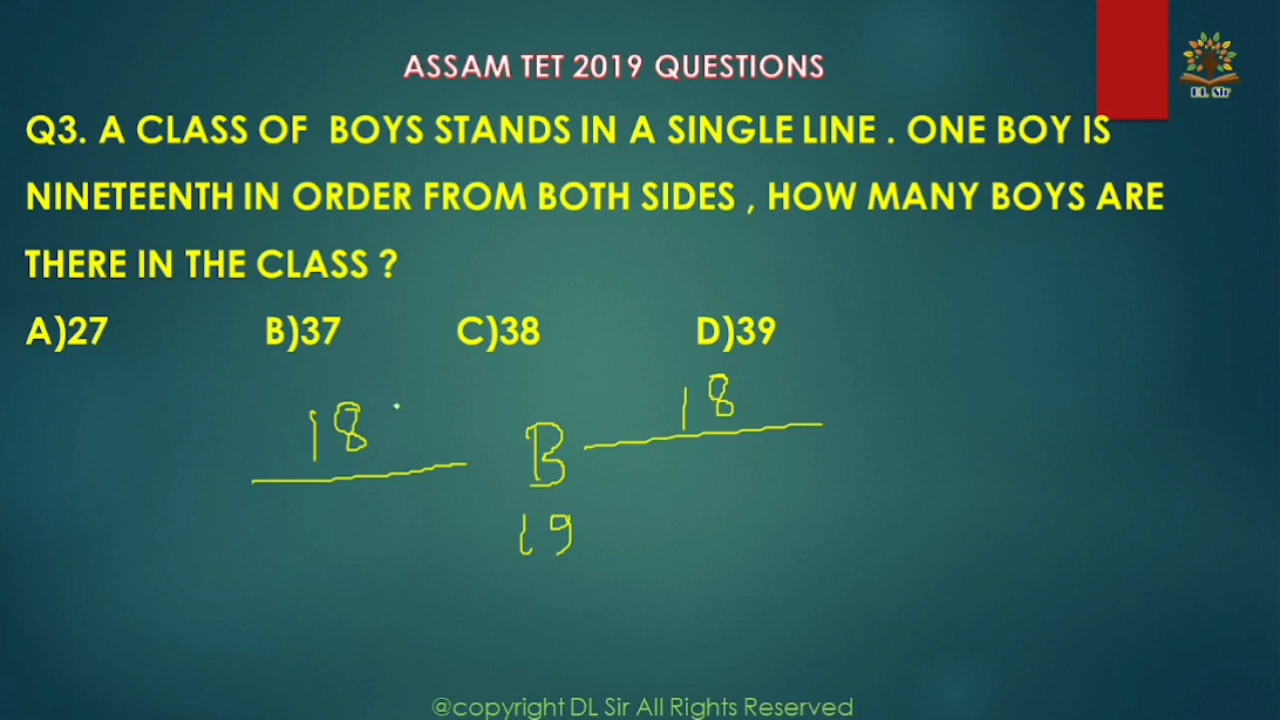 ASSAM TET 2019 QUESTIONS
DL Sir
Q3. A CLASS OF BOYS STANDS IN A SINGLE LINE . ONE BOY IS
NINETEENTH IN ORDER FROM BOTH SIDES , HOW MANY BOYS ARE
THERE IN THE CLASS ?
A)27 B)37 C)38 D)39
18 B 18
19
@copyright DL Sir All Rights Reserved